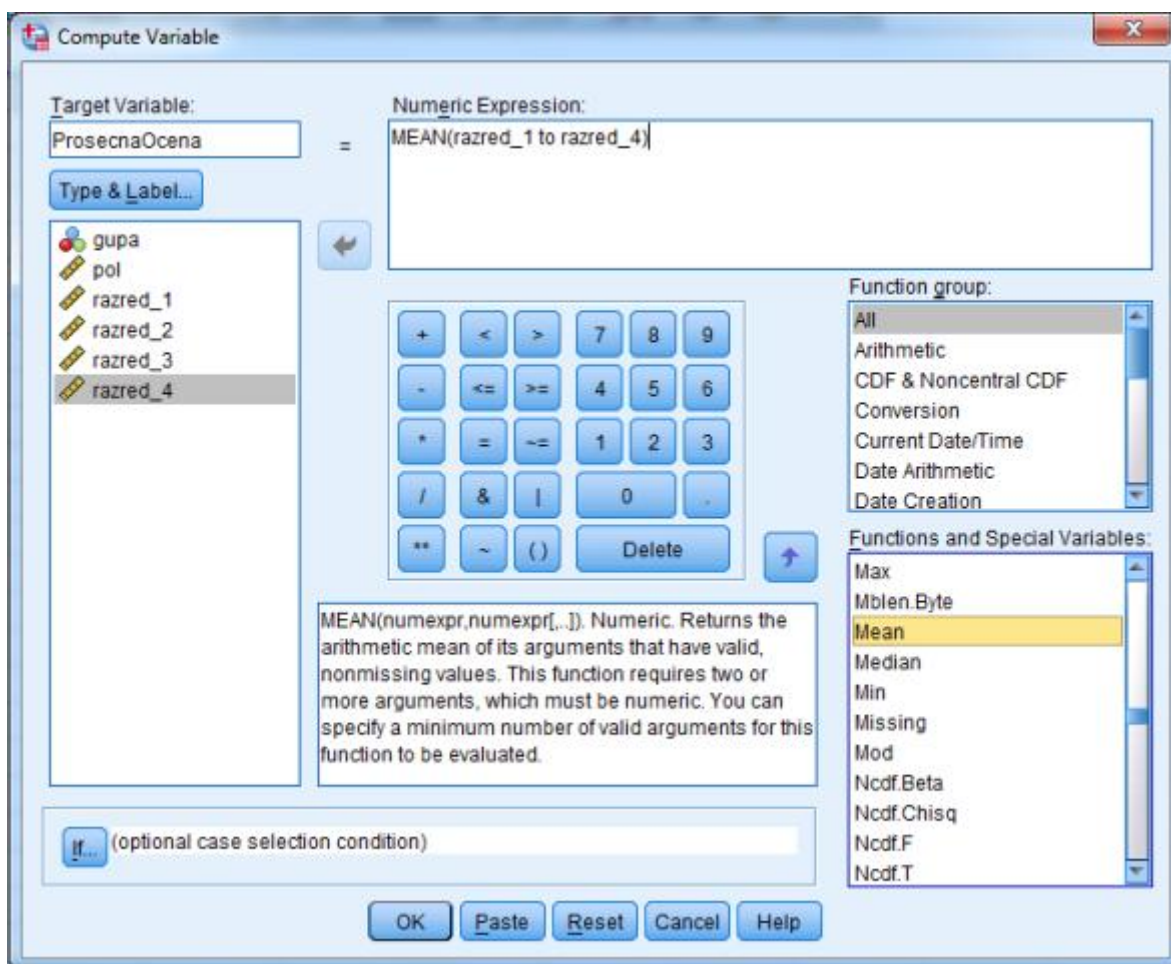 Compute Variable
Target Variable:
ProsecnaOcena
=
Numeric Expression:
MEAN(razred_1 to razred_4)
Type & Label...
gupa
pol
razred_1
razred_2
razred_3
razred_4
+ < > 7 8 9
- <= >= 4 5 6
* = ~= 1 2 3
/ & | 0 .
** ~ ( ) Delete
Function group:
All
Arithmetic
CDF & Noncentral CDF
Conversion
Current Date/Time
Date Arithmetic
Date Creation
Functions and Special Variables:
Max
Mblen.Byte
Mean
Median
Min
Missing
Mod
Ncdf.Beta
Ncdf.Chisq
Ncdf.F
Ncdf.T
MEAN(numexpr,numexpr[,..]). Numeric. Returns the
arithmetic mean of its arguments that have valid,
nonmissing values. This function requires two or
more arguments, which must be numeric. You can
specify a minimum number of valid arguments for this
function to be evaluated.
If... (optional case selection condition)
OK Paste Reset Cancel Help